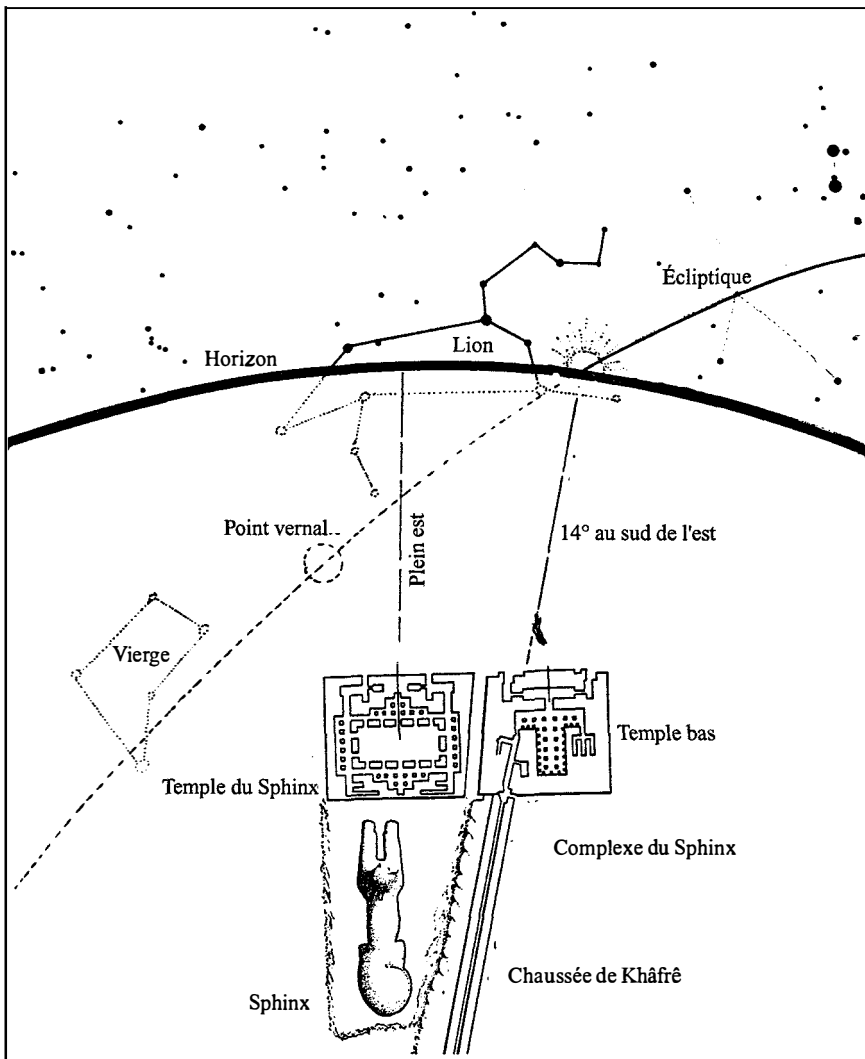 Écliptique
Horizon
Lion
Point vernal
Plein est
14° au sud de l'est
Vierge
Temple bas
Temple du Sphinx
Complexe du Sphinx
Chaussée de Khâfrê
Sphinx